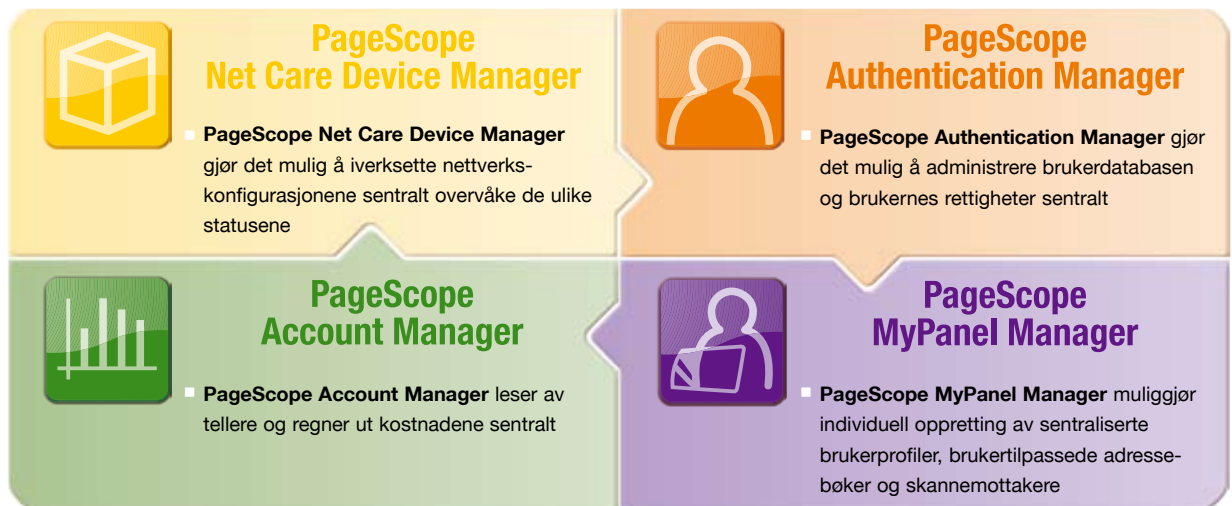 PageScope
Net Care Device Manager
PageScope Net Care Device Manager
gjør det mulig å iverksette nettverks-
konfigurasjonene sentralt overvåke de ulike
statusene
PageScope
Authentication Manager
PageScope Authentication Manager gjør
det mulig å administrere brukerdatabasen
og brukernes rettigheter sentralt
PageScope
Account Manager
PageScope Account Manager leser av
tellere og regner ut kostnadene sentralt
PageScope
MyPanel Manager
PageScope MyPanel Manager muliggjør
individuell oppretting av sentraliserte
brukerprofiler, brukertilpassede adresse-
bøker og skannemottakere